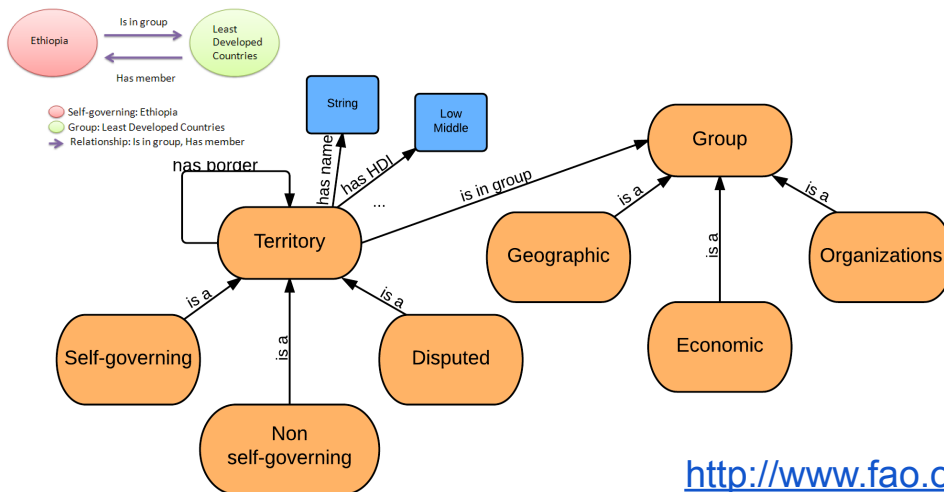 Is in group
Ethiopia
Least
Developed
Countries
Has member
Self-governing: Ethiopia
Group: Least Developed Countries
Relationship: Is in group, Has member
String
Low
Middle
has name
has HDI
...
has border
Territory
is in group
Group
is a
is a
is a
Geographic
Economic
Organizations
is a
is a
is a
Self-governing
Non
self-governing
Disputed
http://www.fao.o